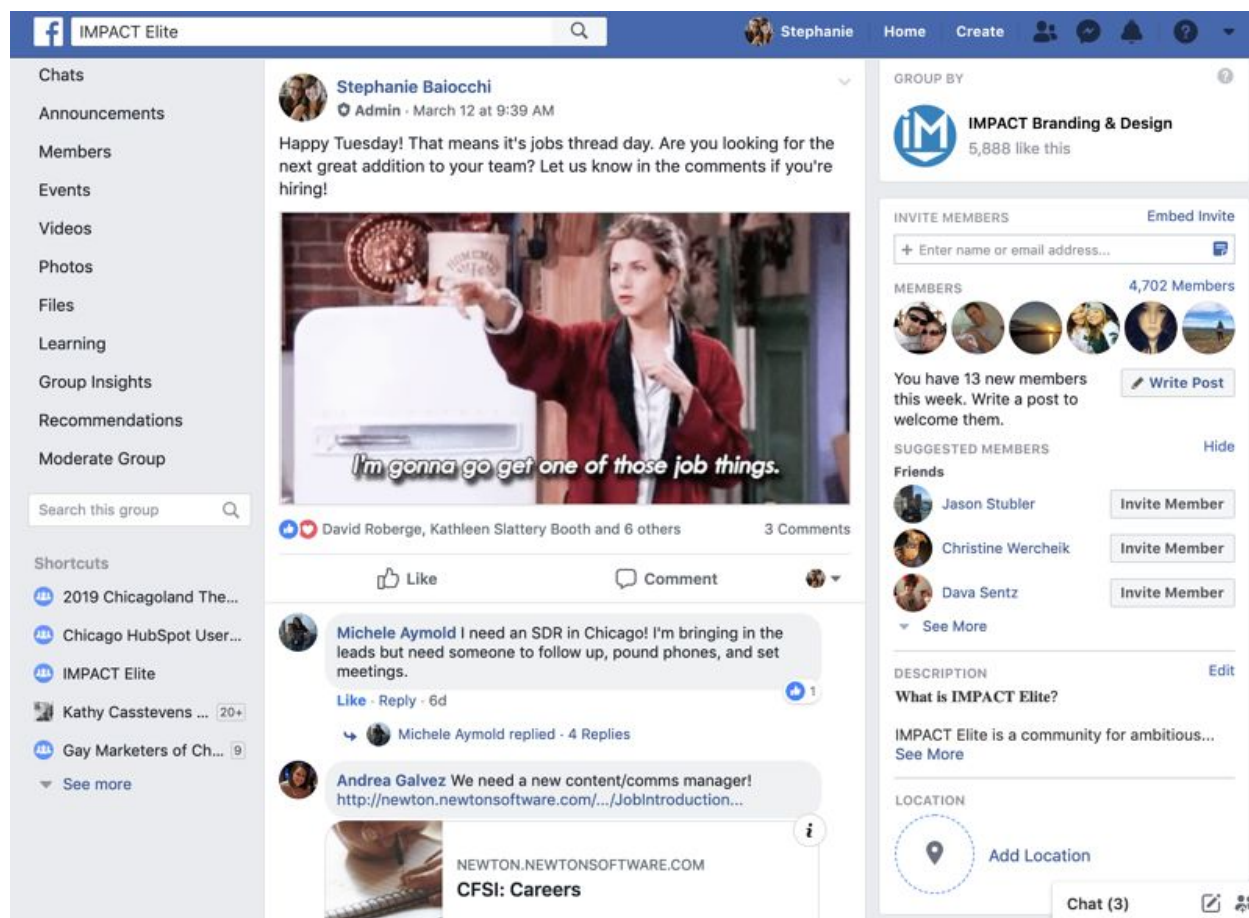 IMPACT Elite
Stephanie
Home
Create
Chats
Announcements
Members
Events
Videos
Photos
Files
Learning
Group Insights
Recommendations
Moderate Group
Search this group
Shortcuts
2019 Chicagoland The...
Chicago HubSpot User...
IMPACT Elite
Kathy Casstevens ... 20+
Gay Marketers of Ch... 9
See more
Stephanie Baiocchi
Admin · March 12 at 9:39 AM
Happy Tuesday! That means it's jobs thread day. Are you looking for the
next great addition to your team? Let us know in the comments if you're
hiring!
I'm gonna go get one of those job things.
David Roberge, Kathleen Slattery Booth and 6 others 3 Comments
Like Comment
Michele Aymold I need an SDR in Chicago! I'm bringing in the
leads but need someone to follow up, pound phones, and set
meetings.
1
Like · Reply · 6d
Michele Aymold replied · 4 Replies
Andrea Galvez We need a new content/comms manager!
http://newton.newtonsoftware.com/.../JobIntroduction...
NEWTON.NEWTONSOFTWARE.COM
CFSI: Careers
GROUP BY
IMPACT Branding & Design
5,888 like this
INVITE MEMBERS Embed Invite
+ Enter name or email address...
MEMBERS 4,702 Members
You have 13 new members
this week. Write a post to
welcome them.
Write Post
SUGGESTED MEMBERS Hide
Friends
Jason Stubler Invite Member
Christine Wercheik Invite Member
Dava Sentz Invite Member
See More
DESCRIPTION Edit
What is IMPACT Elite?
IMPACT Elite is a community for ambitious...
See More
LOCATION
Add Location
Chat (3)